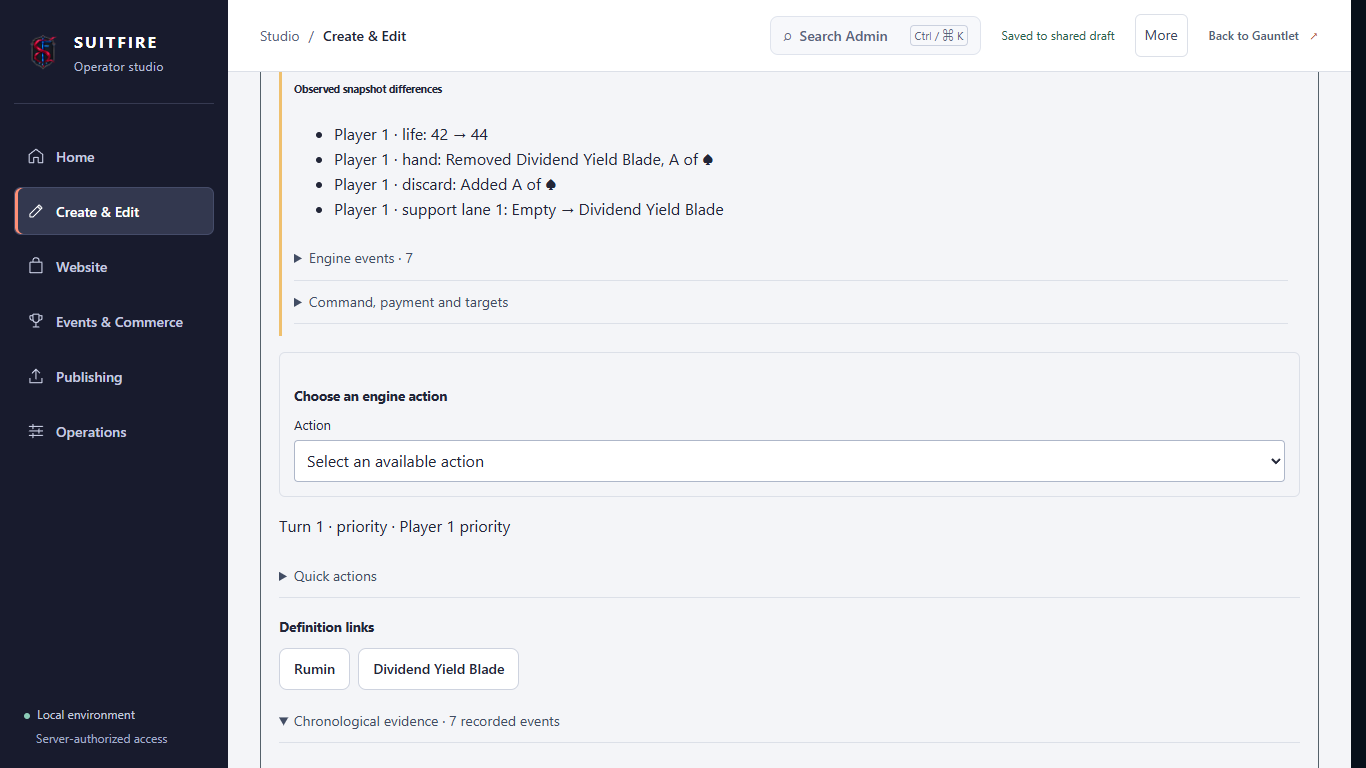 SUITFIRE
Operator studio
Home
Create & Edit
Website
Events & Commerce
Publishing
Operations
Local environment
Server-authorized access
Studio / Create & Edit
Search Admin Ctrl / ⌘ K
Saved to shared draft
More
Back to Gauntlet ↗
Observed snapshot differences
• Player 1 · life: 42 → 44
• Player 1 · hand: Removed Dividend Yield Blade, A of ♠
• Player 1 · discard: Added A of ♠
• Player 1 · support lane 1: Empty → Dividend Yield Blade
▶ Engine events · 7
▶ Command, payment and targets
Choose an engine action
Action
Select an available action
Turn 1 · priority · Player 1 priority
▶ Quick actions
Definition links
Rumin
Dividend Yield Blade
▼ Chronological evidence · 7 recorded events